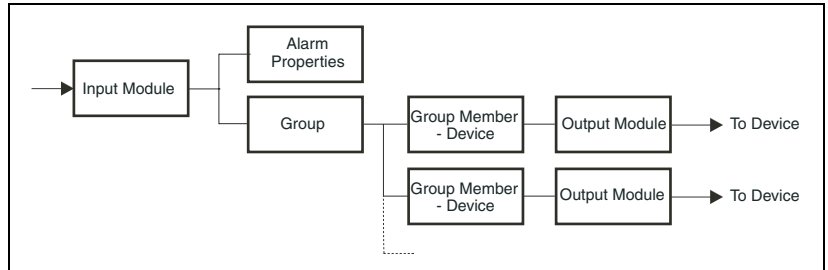 Alarm
Properties
Input Module
Group
Group Member
- Device
Output Module
To Device
Group Member
- Device
Output Module
To Device